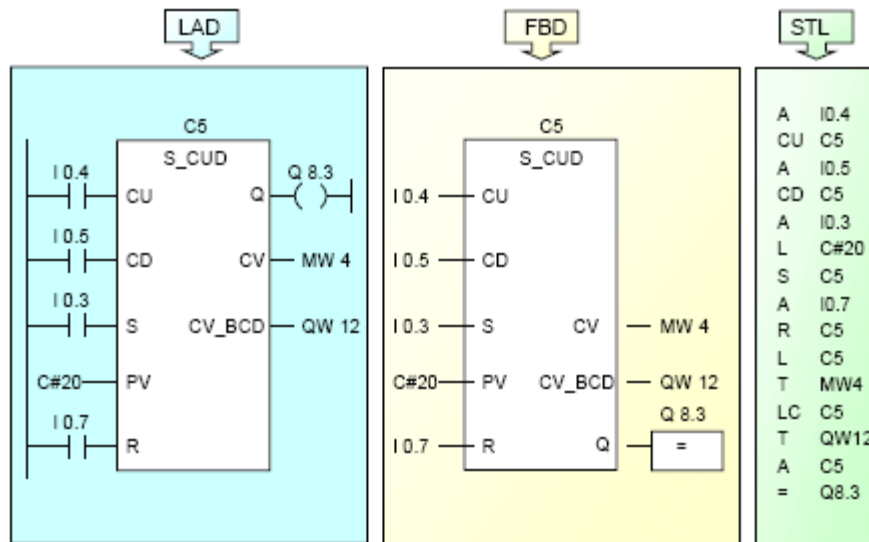 LAD
C5
S_CUD
I 0.4
CU
Q
Q 8.3
I 0.5
CD
CV
MW 4
I 0.3
S
CV_BCD
QW 12
C#20
PV
I 0.7
R
FBD
C5
S_CUD
I 0.4
CU
I 0.5
CD
I 0.3
S
CV
MW 4
C#20
PV
CV_BCD
QW 12
Q 8.3
I 0.7
R
Q
=
STL
A I0.4
CU C5
A I0.5
CD C5
A I0.3
L C#20
S C5
A I0.7
R C5
L C5
T MW4
LC C5
T QW12
A C5
= Q8.3